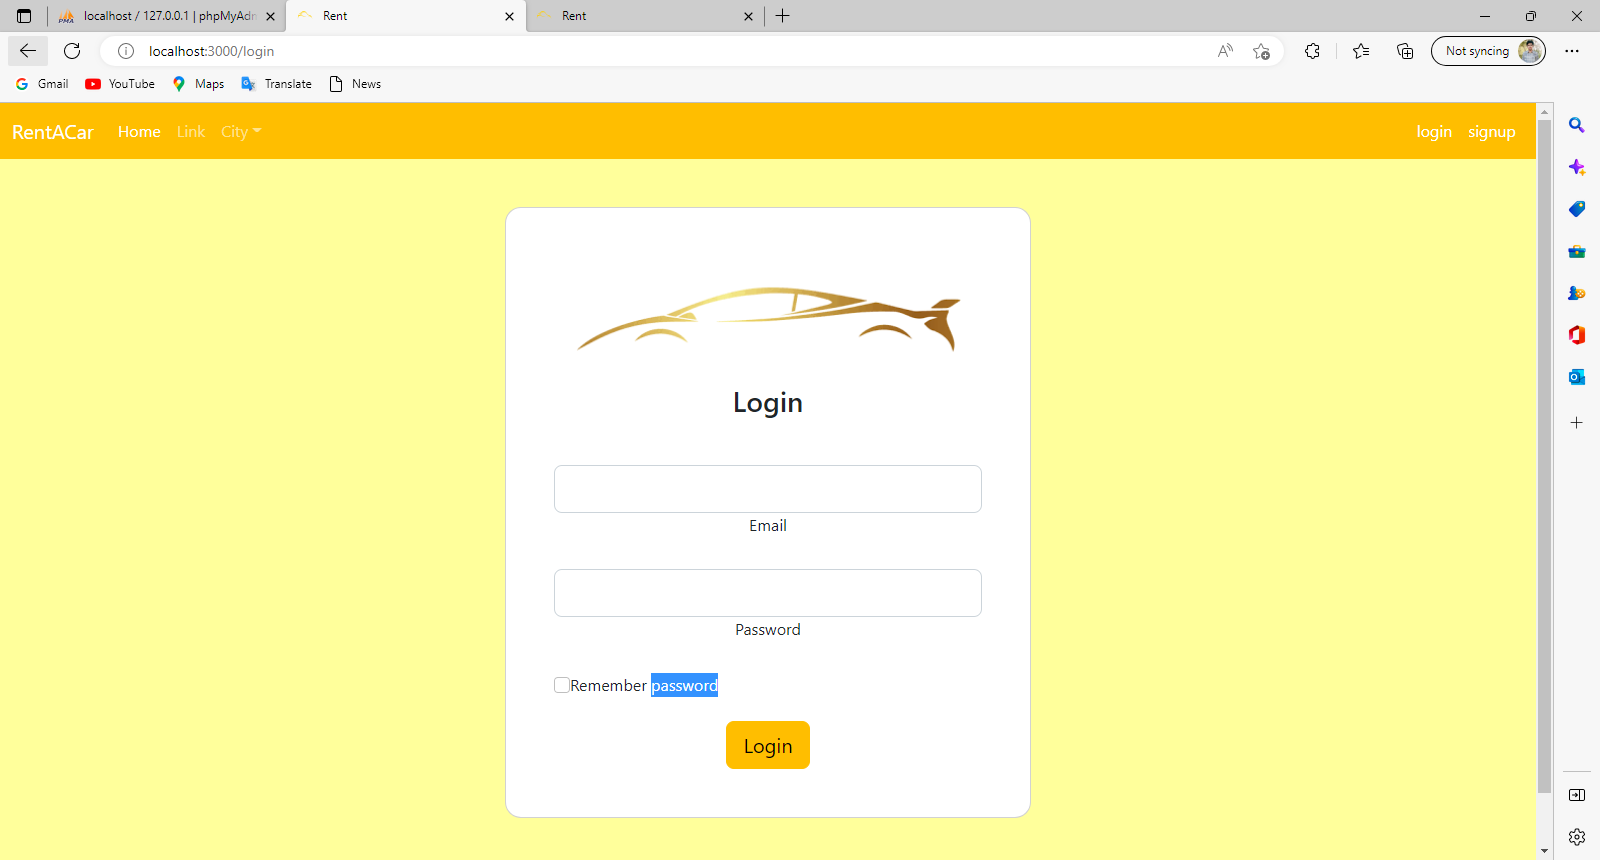 localhost / 127.0.0.1 | phpMyAdm
Rent
Rent
localhost:3000/login
Not syncing
Gmail
YouTube
Maps
Translate
News
RentACar
Home
Link
City
login
signup
Login
Email
Password
Remember password
Login